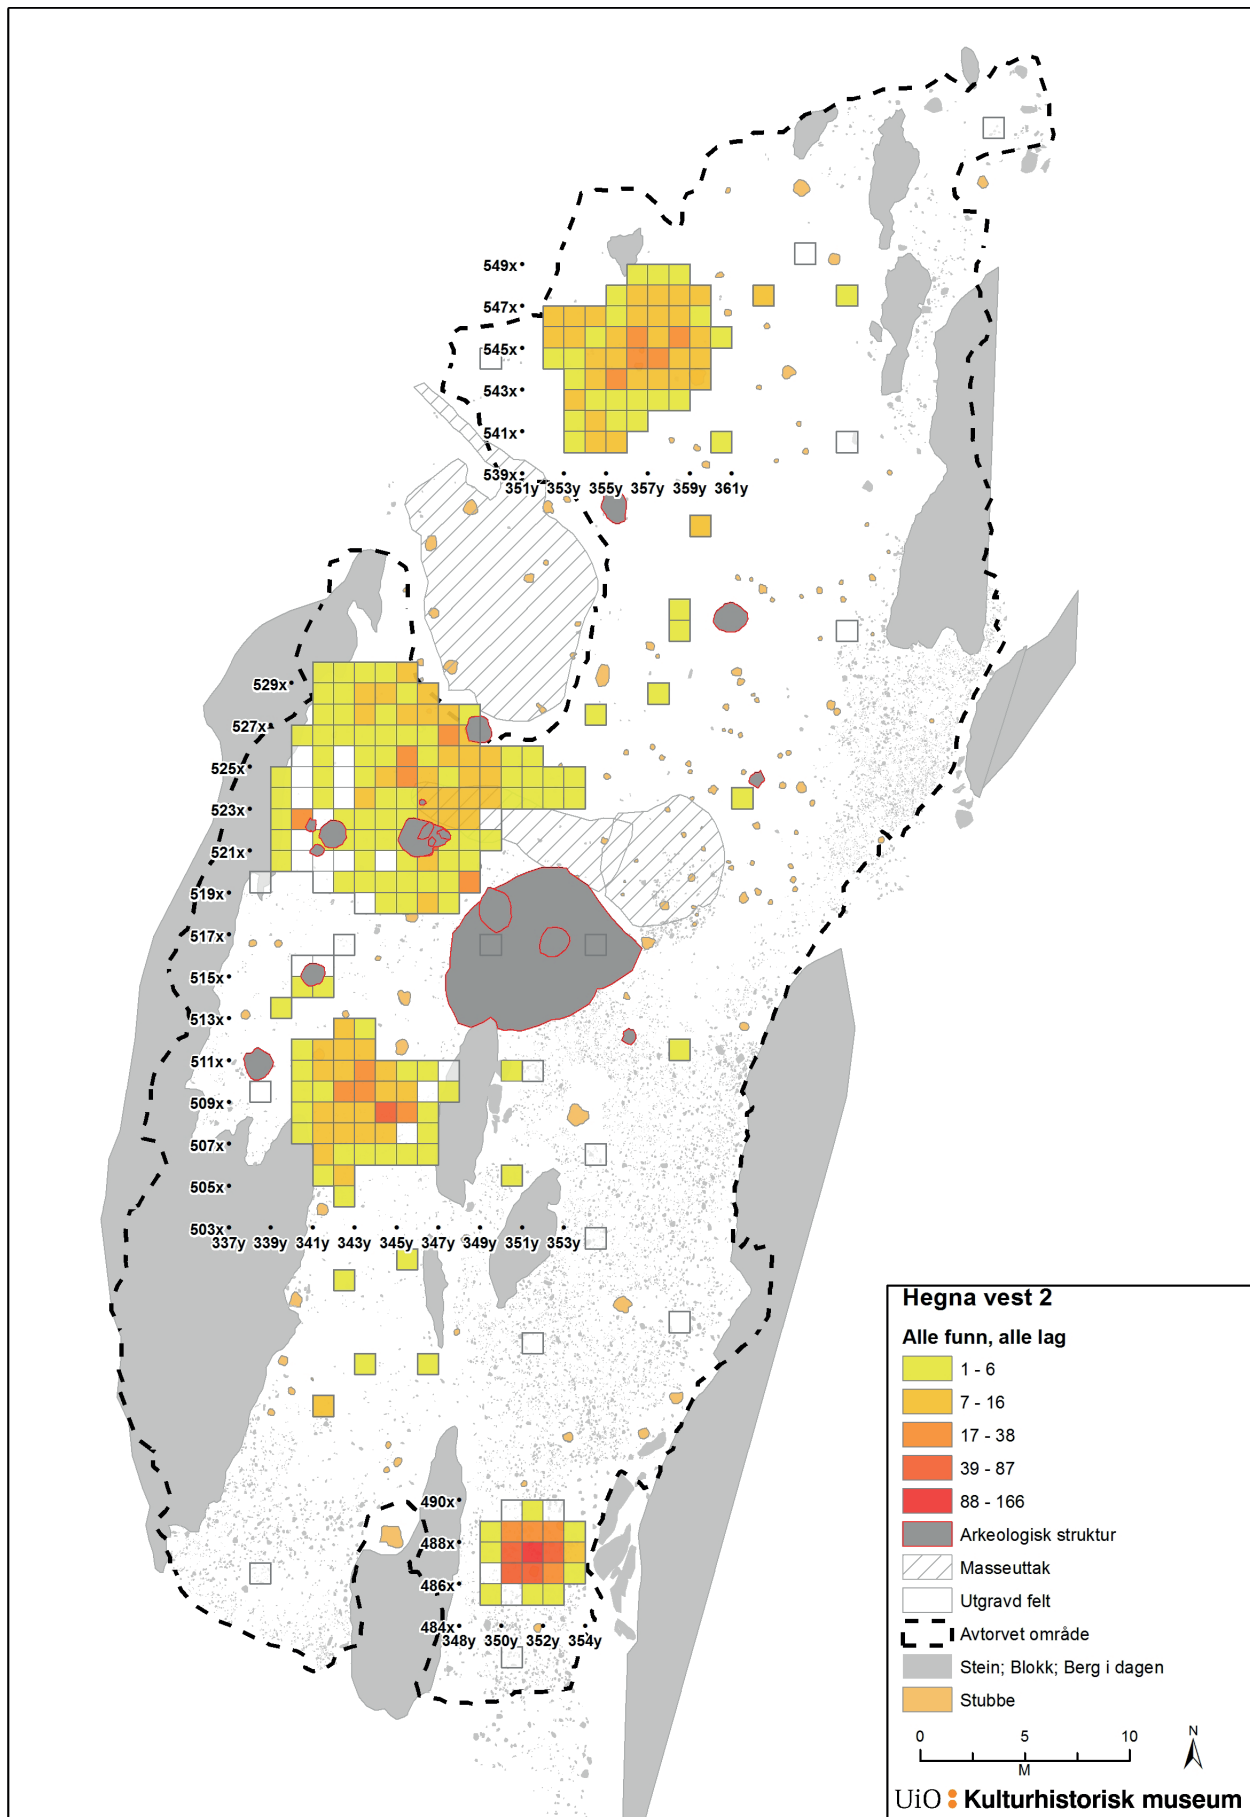 549x
547x
545x
543x
541x
539x
351y 353y 355y 357y 359y 361y
529x
527x
525x
523x
521x
519x
517x
515x
513x
511x
509x
507x
505x
503x
337y 339y 341y 343y 345y 347y 349y 351y 353y
490x
488x
486x
484x
348y 350y 352y 354y
Hegna vest 2
Alle funn, alle lag
1 - 6
7 - 16
17 - 38
39 - 87
88 - 166
Arkeologisk struktur
Masseuttak
Utgravd felt
Avtorvet område
Stein; Blokk; Berg i dagen
Stubbe
0 5 10
M
N
UiO Kulturhistorisk museum